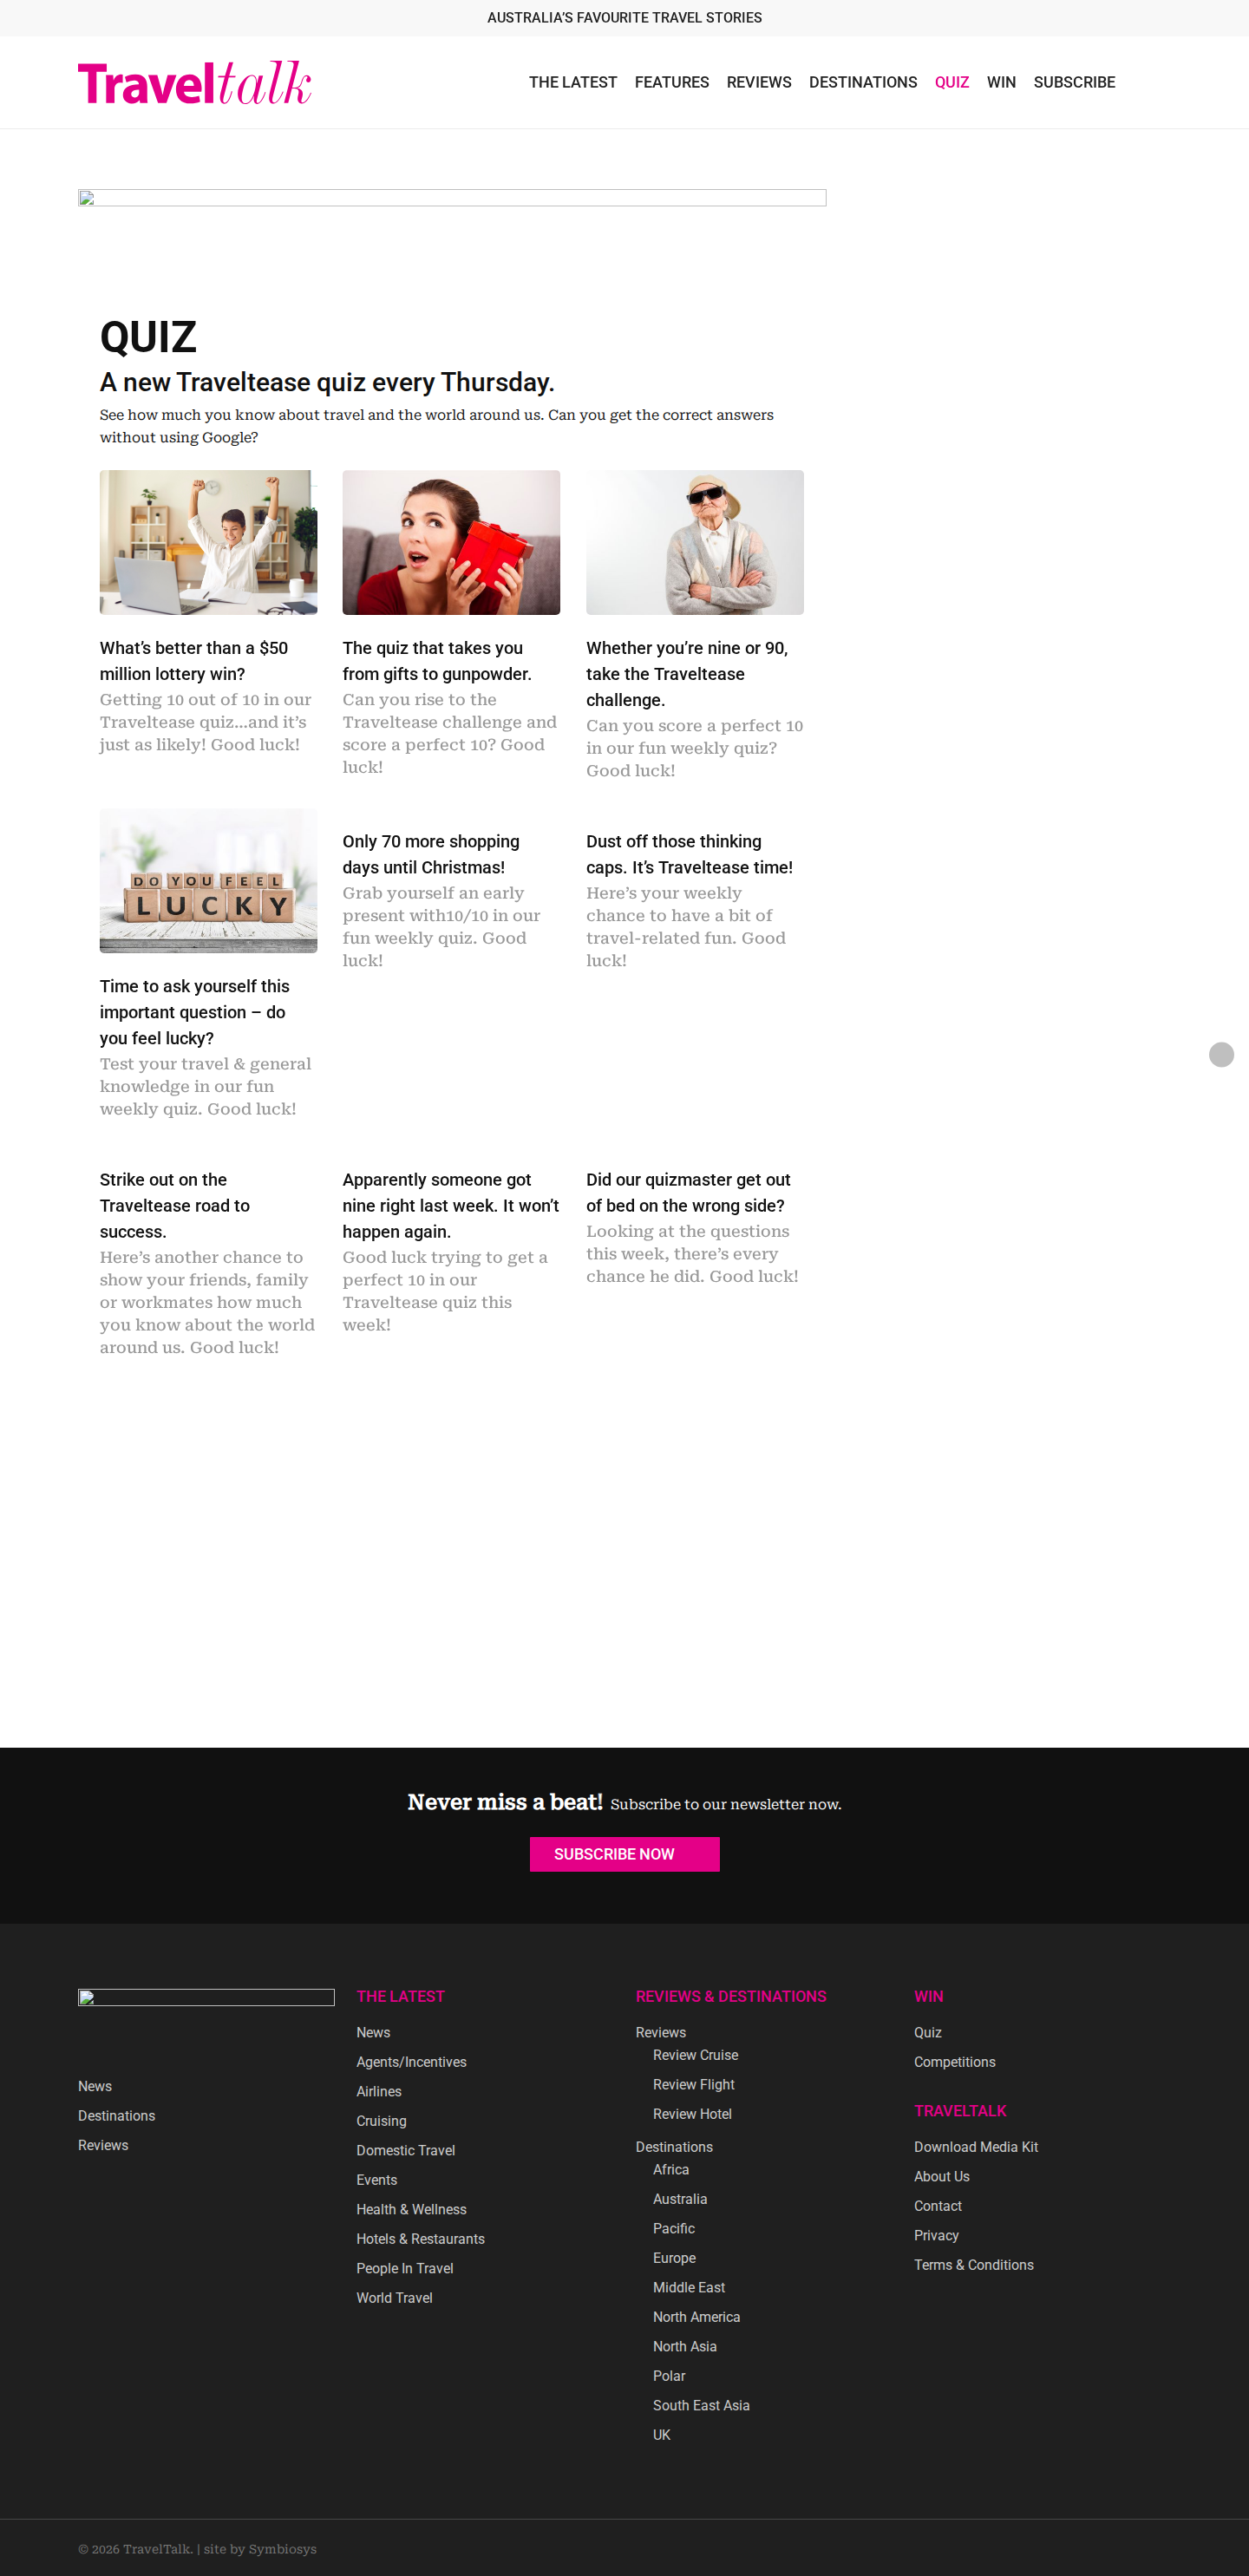 AUSTRALIA’S FAVOURITE TRAVEL STORIES
Traveltalk
THE LATEST FEATURES REVIEWS DESTINATIONS QUIZ WIN SUBSCRIBE
QUIZ
A new Traveltease quiz every Thursday.
See how much you know about travel and the world around us. Can you get the correct answers
without using Google?
What’s better than a $50
million lottery win?
Getting 10 out of 10 in our
Traveltease quiz...and it’s
just as likely! Good luck!
The quiz that takes you
from gifts to gunpowder.
Can you rise to the
Traveltease challenge and
score a perfect 10? Good
luck!
Whether you’re nine or 90,
take the Traveltease
challenge.
Can you score a perfect 10
in our fun weekly quiz?
Good luck!
DO YOU FEEL
LUCKY
Time to ask yourself this
important question – do
you feel lucky?
Test your travel & general
knowledge in our fun
weekly quiz. Good luck!
Only 70 more shopping
days until Christmas!
Grab yourself an early
present with10/10 in our
fun weekly quiz. Good
luck!
Dust off those thinking
caps. It’s Traveltease time!
Here’s your weekly
chance to have a bit of
travel-related fun. Good
luck!
Strike out on the
Traveltease road to
success.
Here’s another chance to
show your friends, family
or workmates how much
you know about the world
around us. Good luck!
Apparently someone got
nine right last week. It won’t
happen again.
Good luck trying to get a
perfect 10 in our
Traveltease quiz this
week!
Did our quizmaster get out
of bed on the wrong side?
Looking at the questions
this week, there’s every
chance he did. Good luck!
Never miss a beat! Subscribe to our newsletter now.
SUBSCRIBE NOW
News
Destinations
Reviews
THE LATEST
News
Agents/Incentives
Airlines
Cruising
Domestic Travel
Events
Health & Wellness
Hotels & Restaurants
People In Travel
World Travel
REVIEWS & DESTINATIONS
Reviews
Review Cruise
Review Flight
Review Hotel
Destinations
Africa
Australia
Pacific
Europe
Middle East
North America
North Asia
Polar
South East Asia
UK
WIN
Quiz
Competitions
TRAVELTALK
Download Media Kit
About Us
Contact
Privacy
Terms & Conditions
© 2026 TravelTalk. | site by Symbiosys